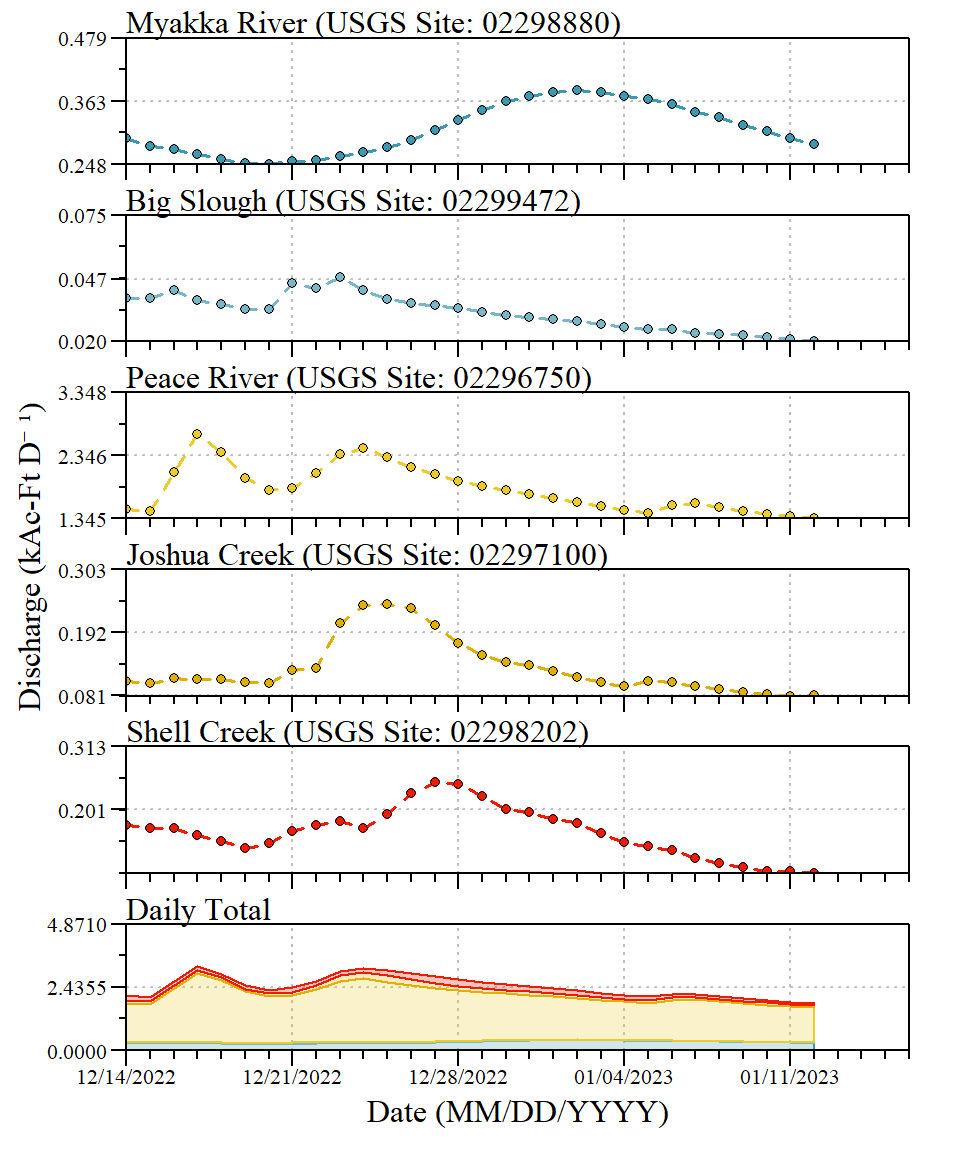 Myakka River (USGS Site: 02298880)
0.479
0.363
0.248
Big Slough (USGS Site: 02299472)
0.075
0.047
0.020
Peace River (USGS Site: 02296750)
3.348
2.346
1.345
Joshua Creek (USGS Site: 02297100)
0.303
0.192
0.081
Shell Creek (USGS Site: 02298202)
0.313
0.201
Daily Total
4.8710
2.4355
0.0000
12/14/2022 12/21/2022 12/28/2022 01/04/2023 01/11/2023
Date (MM/DD/YYYY)
Discharge (kAc-Ft D⁻¹)